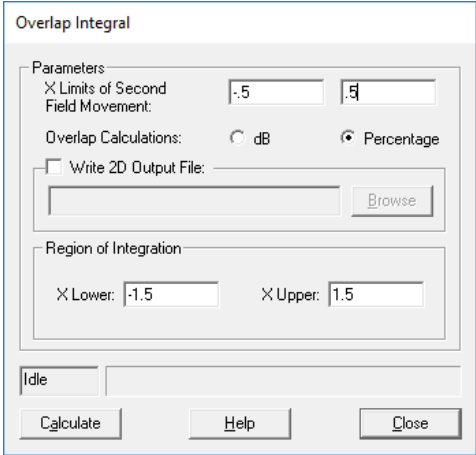 Overlap Integral
Parameters
X Limits of Second
Field Movement:
-.5 .5
Overlap Calculations: dB Percentage
Write 2D Output File:
Browse
Region of Integration
X Lower: -1.5 X Upper: 1.5
Idle
Calculate Help Close